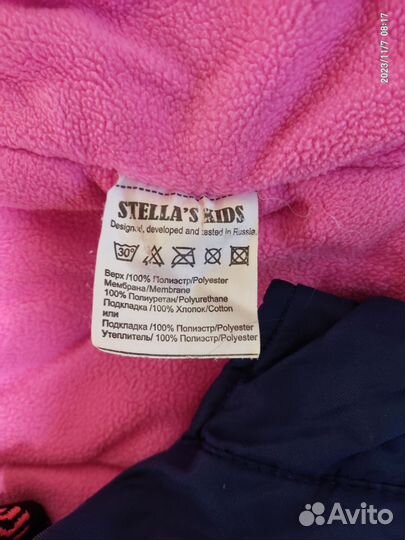 2023/11/7 08:17
STELLA'S KIDS
Designed, developed and tested in Russia.
30°
Верх /100% Полиэстр/Polyester
Мембрана/Membrane
100% Полиуретан/Polyurethane
Подкладка /100% Хлопок/Cotton
или
Подкладка /100% Полиэстр/Polyester
Утеплитель/ 100% Полиэстр/Polyester
Avito